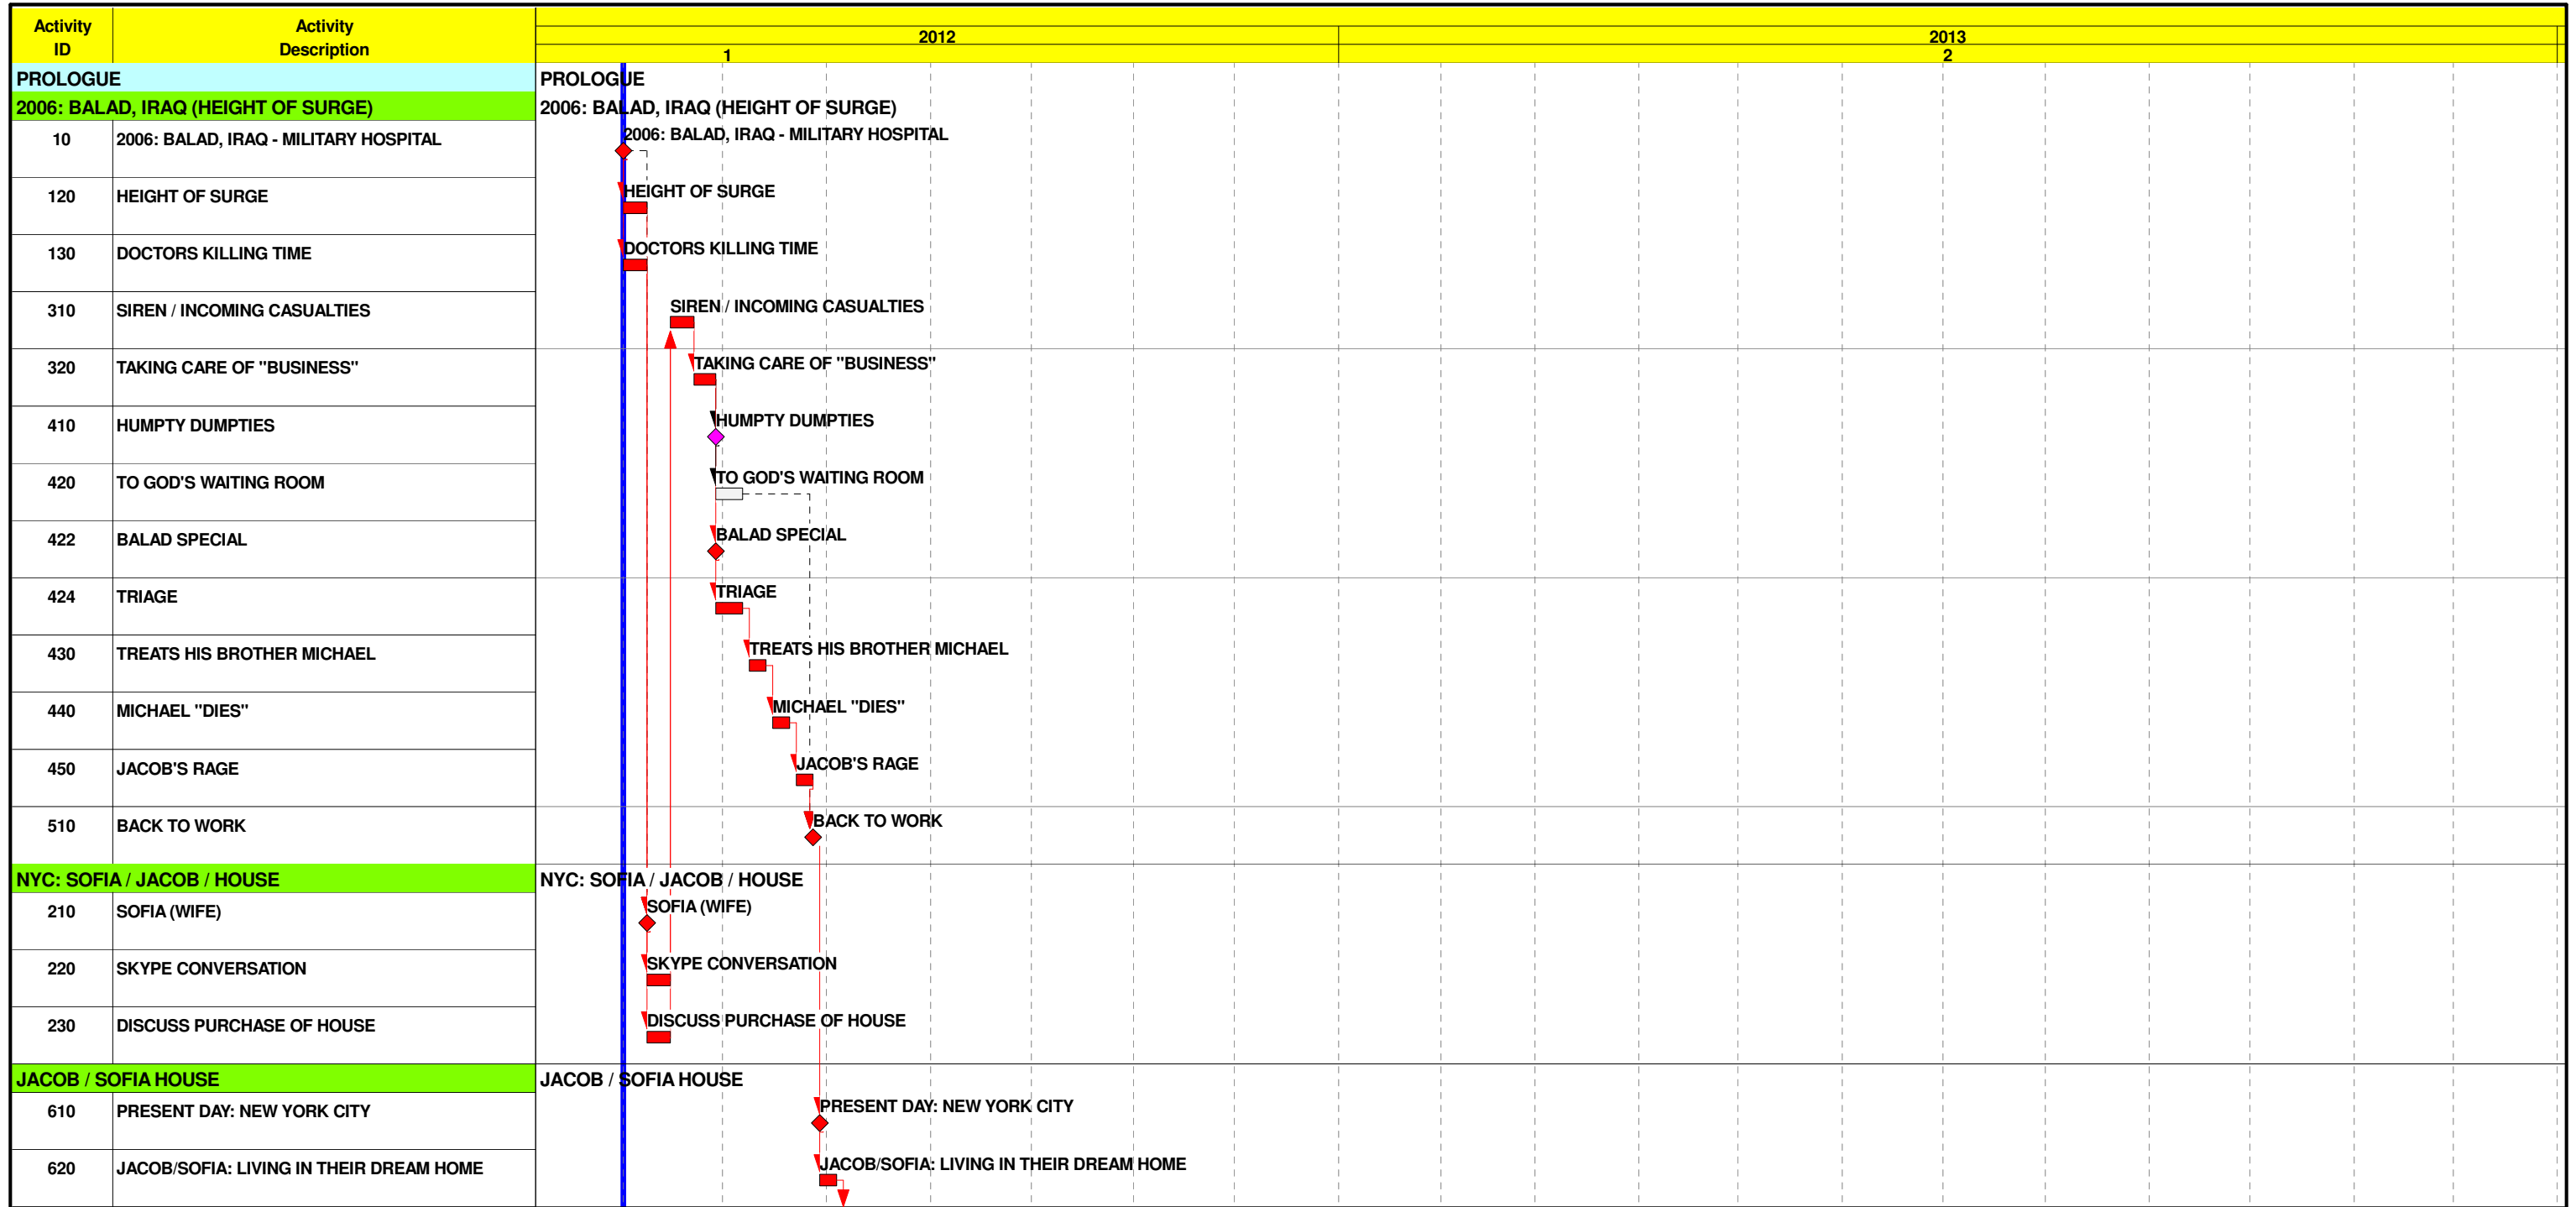 Activity ID
Activity Description
2012
2013
1
2
PROLOGUE
PROLOGUE
2006: BALAD, IRAQ (HEIGHT OF SURGE)
2006: BALAD, IRAQ (HEIGHT OF SURGE)
10
2006: BALAD, IRAQ - MILITARY HOSPITAL
2006: BALAD, IRAQ - MILITARY HOSPITAL
120
HEIGHT OF SURGE
HEIGHT OF SURGE
130
DOCTORS KILLING TIME
DOCTORS KILLING TIME
310
SIREN / INCOMING CASUALTIES
SIREN / INCOMING CASUALTIES
320
TAKING CARE OF "BUSINESS"
TAKING CARE OF "BUSINESS"
410
HUMPTY DUMPTIES
HUMPTY DUMPTIES
420
TO GOD'S WAITING ROOM
TO GOD'S WAITING ROOM
422
BALAD SPECIAL
BALAD SPECIAL
424
TRIAGE
TRIAGE
430
TREATS HIS BROTHER MICHAEL
TREATS HIS BROTHER MICHAEL
440
MICHAEL "DIES"
MICHAEL "DIES"
450
JACOB'S RAGE
JACOB'S RAGE
510
BACK TO WORK
BACK TO WORK
NYC: SOFIA / JACOB / HOUSE
NYC: SOFIA / JACOB / HOUSE
210
SOFIA (WIFE)
SOFIA (WIFE)
220
SKYPE CONVERSATION
SKYPE CONVERSATION
230
DISCUSS PURCHASE OF HOUSE
DISCUSS PURCHASE OF HOUSE
JACOB / SOFIA HOUSE
JACOB / SOFIA HOUSE
610
PRESENT DAY: NEW YORK CITY
PRESENT DAY: NEW YORK CITY
620
JACOB/SOFIA: LIVING IN THEIR DREAM HOME
JACOB/SOFIA: LIVING IN THEIR DREAM HOME